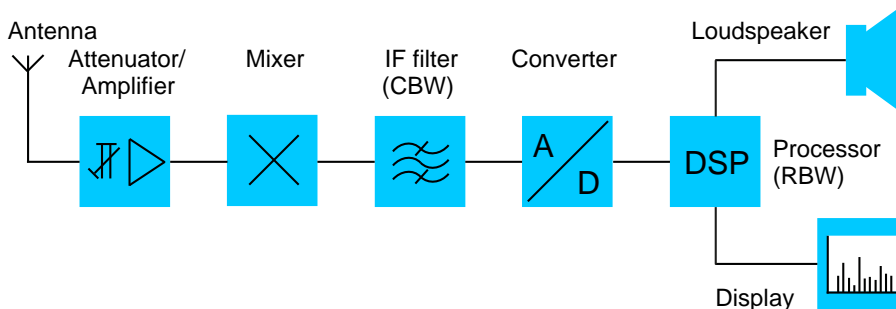 Antenna
Attenuator/
Amplifier
Mixer
IF filter
(CBW)
Converter
Loudspeaker
A
D
DSP
Processor
(RBW)
Display